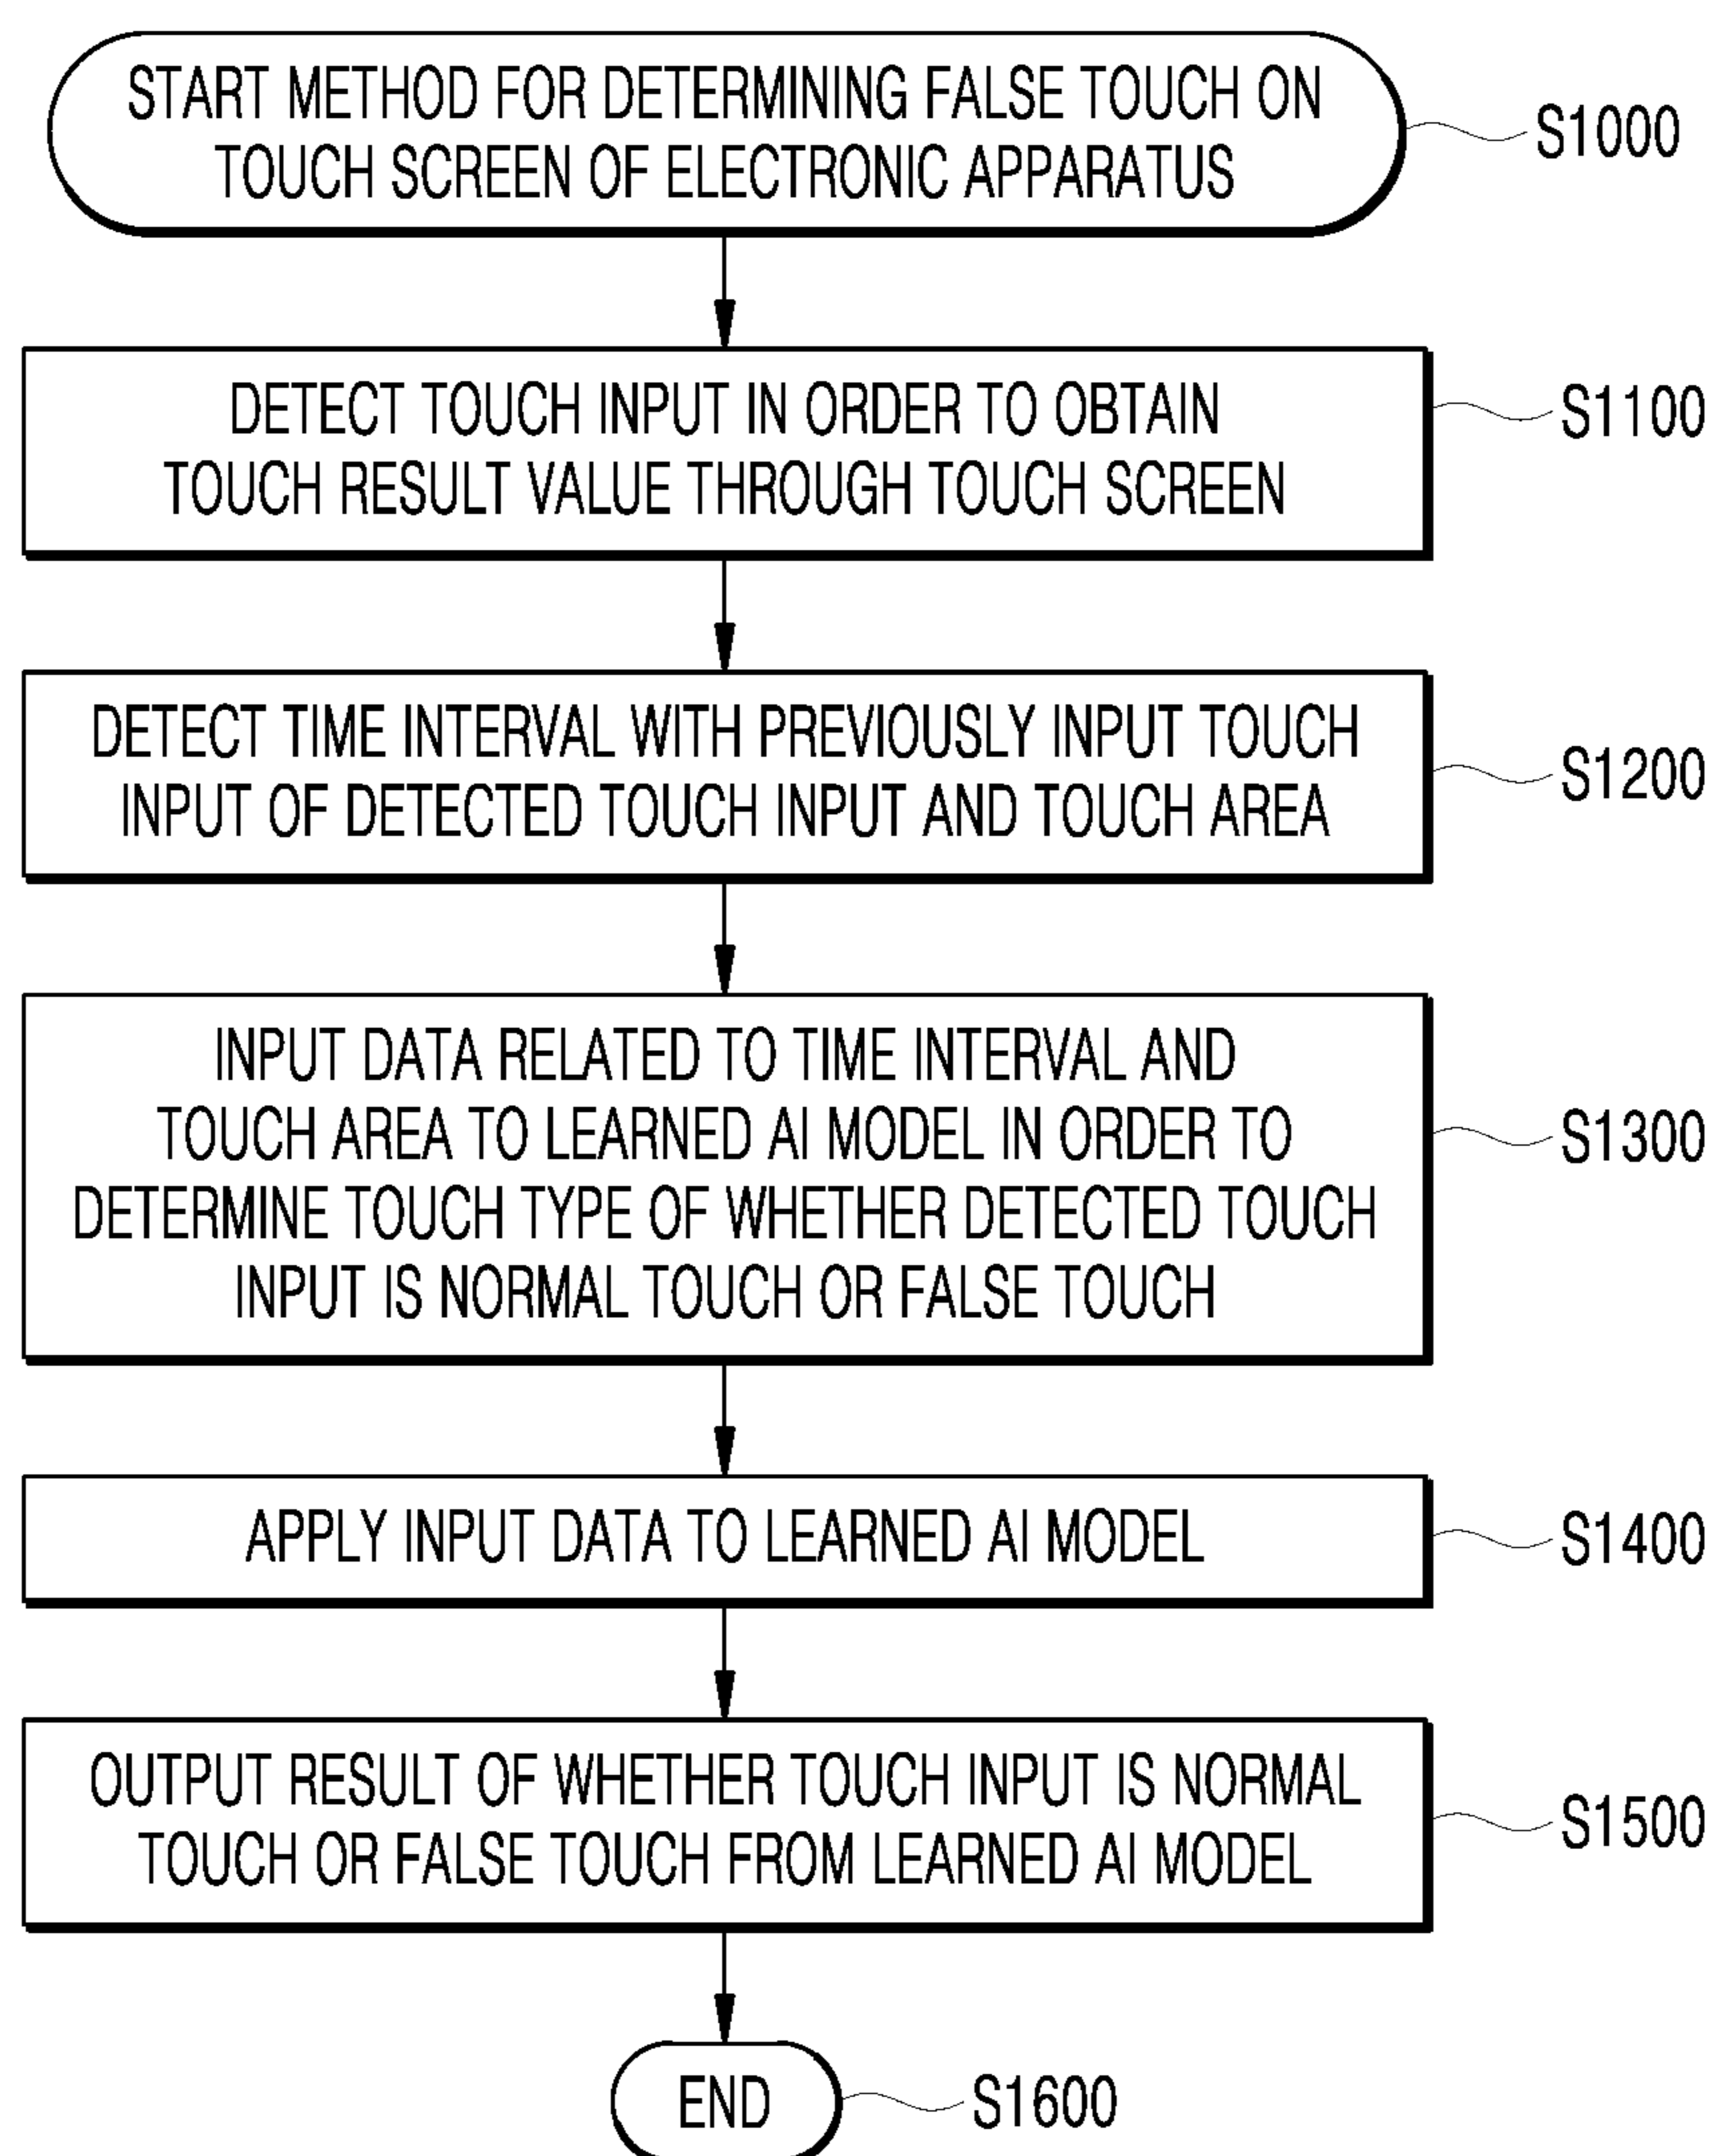 START METHOD FOR DETERMINING FALSE TOUCH ON
TOUCH SCREEN OF ELECTRONIC APPARATUS
S1000
DETECT TOUCH INPUT IN ORDER TO OBTAIN
TOUCH RESULT VALUE THROUGH TOUCH SCREEN
S1100
DETECT TIME INTERVAL WITH PREVIOUSLY INPUT TOUCH
INPUT OF DETECTED TOUCH INPUT AND TOUCH AREA
S1200
INPUT DATA RELATED TO TIME INTERVAL AND
TOUCH AREA TO LEARNED AI MODEL IN ORDER TO
DETERMINE TOUCH TYPE OF WHETHER DETECTED TOUCH
INPUT IS NORMAL TOUCH OR FALSE TOUCH
S1300
APPLY INPUT DATA TO LEARNED AI MODEL
S1400
OUTPUT RESULT OF WHETHER TOUCH INPUT IS NORMAL
TOUCH OR FALSE TOUCH FROM LEARNED AI MODEL
S1500
END
S1600